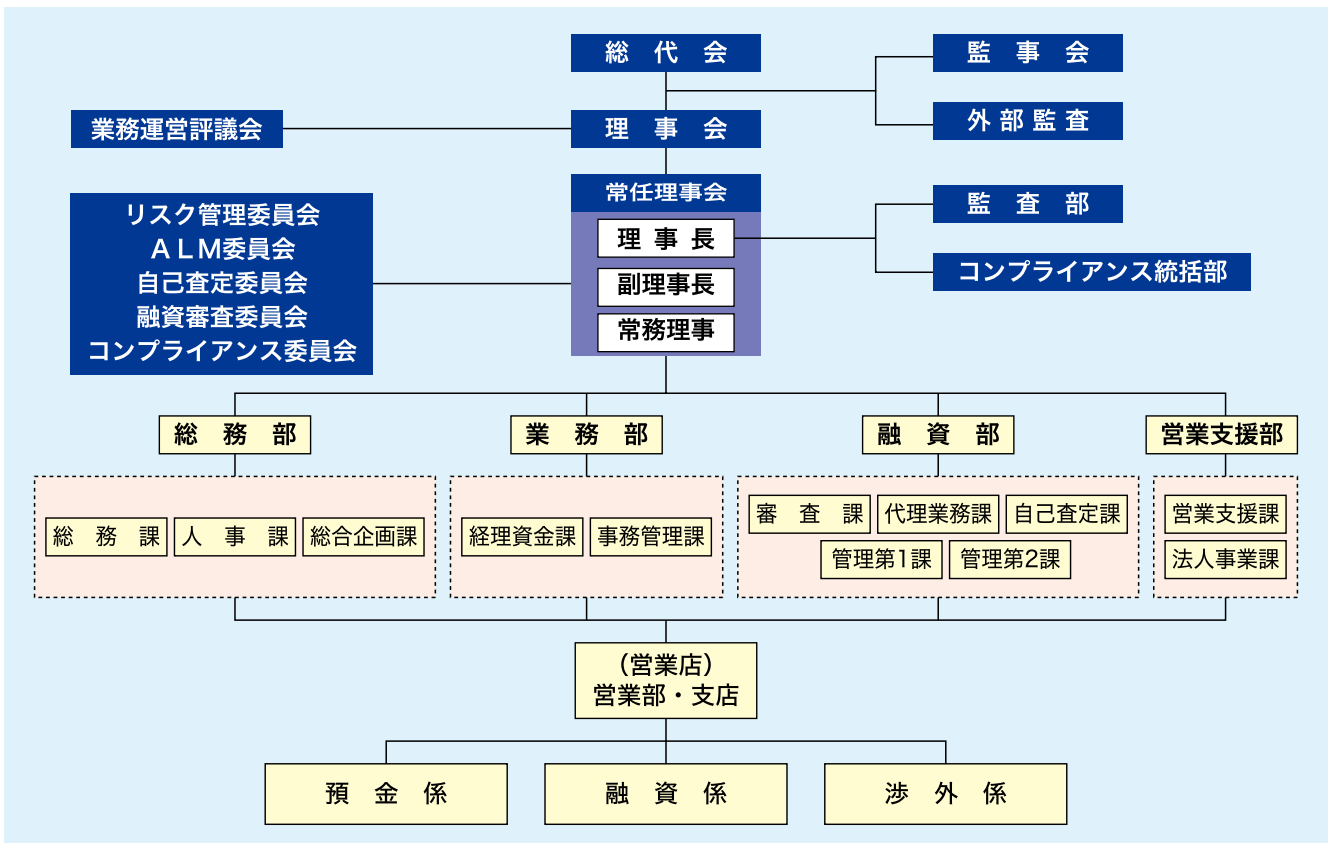 総代会
監事会
業務運営評議会
理事会
外部監査
常任理事会
理事長
副理事長
常務理事
監査部
コンプライアンス統括部
リスク管理委員会
ＡＬＭ委員会
自己査定委員会
融資審査委員会
コンプライアンス委員会
総務部
業務部
融資部
営業支援部
総務課
人事課
総合企画課
経理資金課
事務管理課
審査課
代理業務課
自己査定課
管理第1課
管理第2課
営業支援課
法人事業課
（営業店）
営業部・支店
預金係
融資係
渉外係